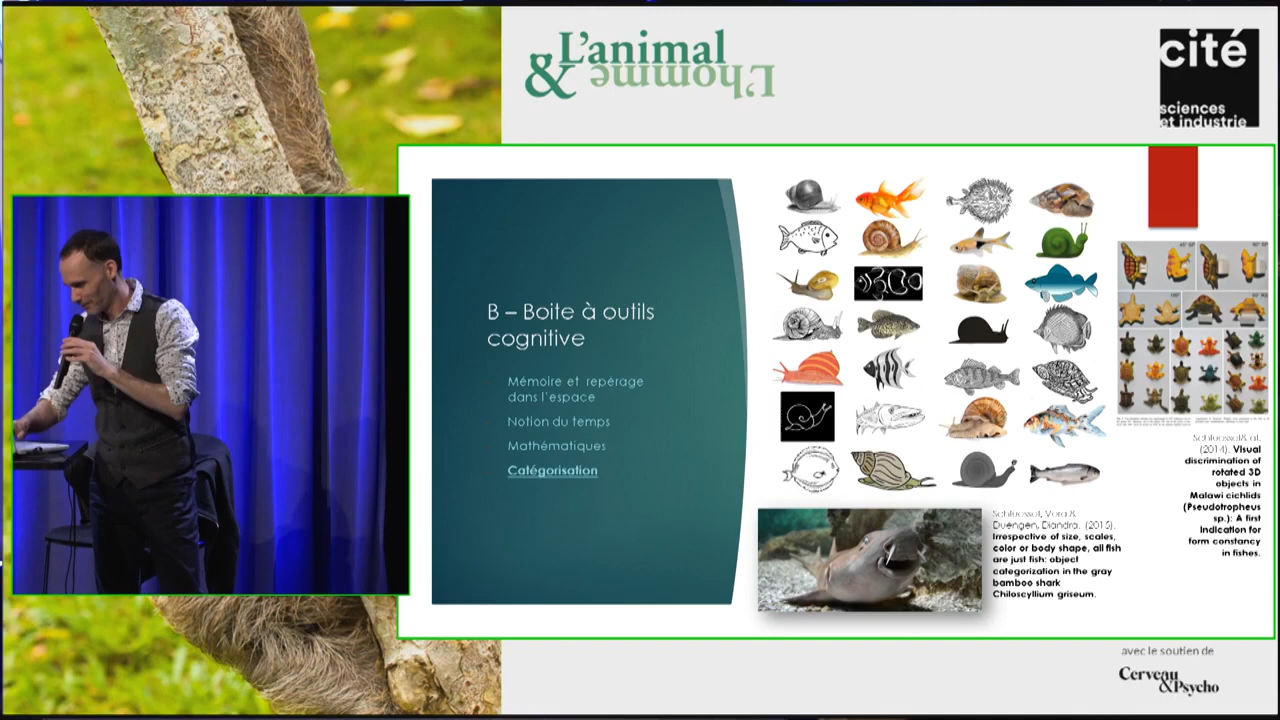 L'animal
& L'homme
cité
sciences
et industrie
B – Boite à outils
cognitive
Mémoire et repérage
dans l'espace
Notion du temps
Mathématiques
Catégorisation
Schluessel& al.
(2014). Visual
discrimination of
rotated 3D
objects in
Malawi cichlids
(Pseudotropheus
sp.): A first
indication for
form constancy
in fishes.
Schluessel, Vera &
Duengen, Diandra. (2015).
Irrespective of size, scales,
color or body shape, all fish
are just fish: object
categorization in the gray
bamboo shark
Chiloscyllium griseum.
avec le soutien de
Cerveau
&Psycho